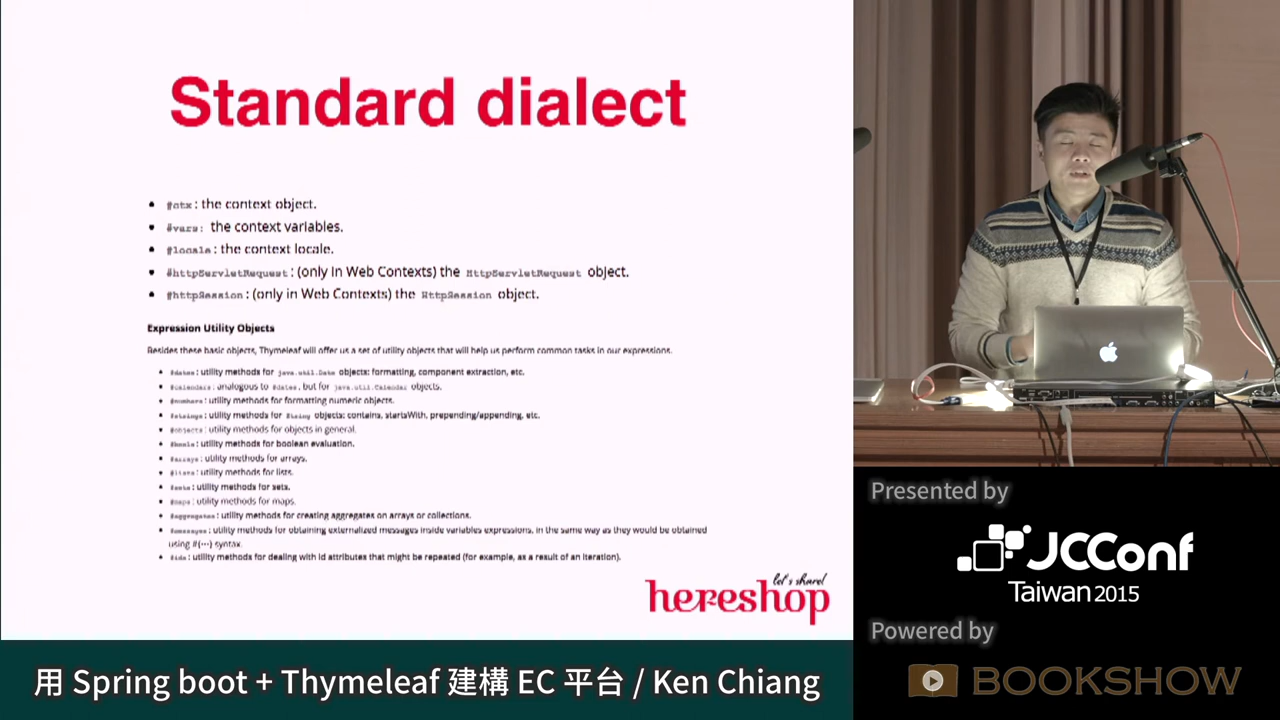 Standard dialect
#ctx : the context object.
#vars: the context variables.
#locale : the context locale.
#httpServletRequest : (only in Web Contexts) the HttpServletRequest object.
#httpSession : (only in Web Contexts) the HttpSession object.
Expression Utility Objects
Besides these basic objects, Thymeleaf will offer us a set of utility objects that will help us perform common tasks in our expressions.
#dates : utility methods for java.util.Date objects: formatting, component extraction, etc.
#calendars : analogous to #dates, but for java.util.Calendar objects.
#numbers : utility methods for formatting numeric objects.
#strings : utility methods for String objects: contains, startsWith, prepending/appending, etc.
#objects : utility methods for objects in general.
#bools : utility methods for boolean evaluation.
#arrays : utility methods for arrays.
#lists : utility methods for lists.
#sets : utility methods for sets.
#maps : utility methods for maps.
#aggregates : utility methods for creating aggregates on arrays or collections.
#messages : utility methods for obtaining externalized messages inside variables expressions, in the same way as they would be obtained
using #{…} syntax.
#ids : utility methods for dealing with id attributes that might be repeated (for example, as a result of an iteration).
let's share!
hereshop
用 Spring boot + Thymeleaf 建構 EC 平台 / Ken Chiang
Presented by
JCConf
Taiwan 2015
Powered by
BOOKSHOW